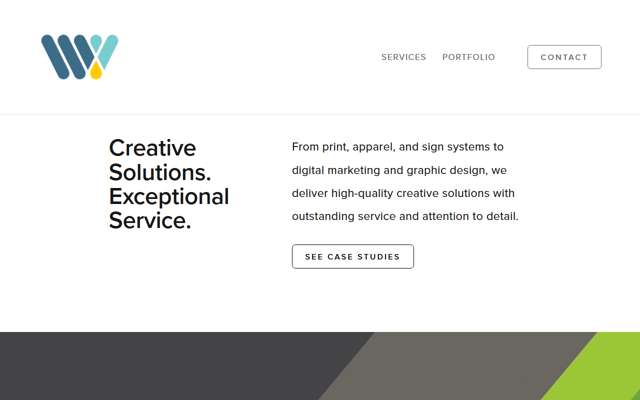 SERVICES PORTFOLIO CONTACT
Creative
Solutions.
Exceptional
Service.
From print, apparel, and sign systems to
digital marketing and graphic design, we
deliver high-quality creative solutions with
outstanding service and attention to detail.
SEE CASE STUDIES